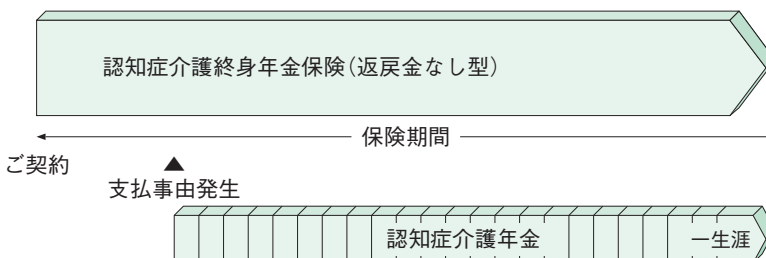 認知症介護終身年金保険（返戻金なし型）
保険期間
ご契約
支払事由発生
認知症介護年金
一生涯